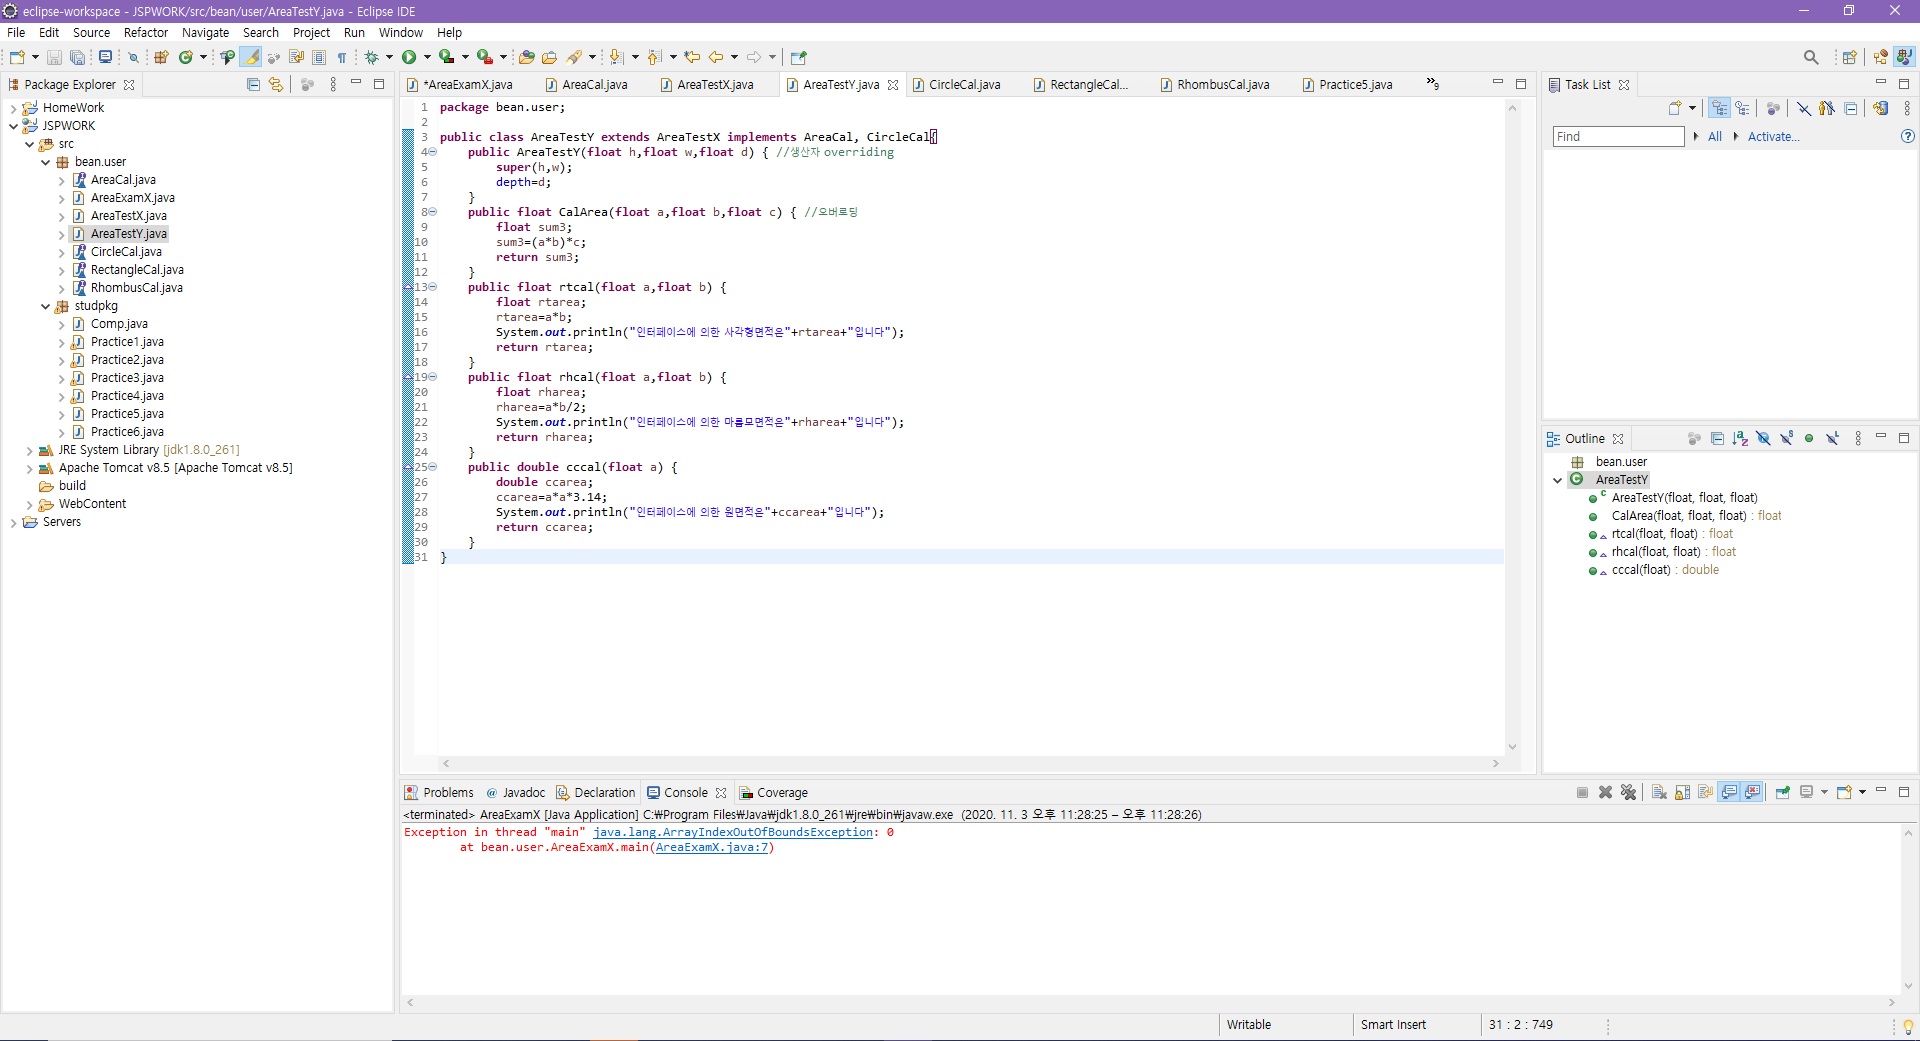 eclipse-workspace - JSPWORK/src/bean/user/AreaTestY.java - Eclipse IDE
File Edit Source Refactor Navigate Search Project Run Window Help
Package Explorer
HomeWork
JSPWORK
src
bean.user
AreaCal.java
AreaExamX.java
AreaTestX.java
AreaTestY.java
CircleCal.java
RectangleCal.java
RhombusCal.java
studpkg
Comp.java
Practice1.java
Practice2.java
Practice3.java
Practice4.java
Practice5.java
Practice6.java
JRE System Library [jdk1.8.0_261]
Apache Tomcat v8.5 [Apache Tomcat v8.5]
build
WebContent
Servers
*AreaExamX.java AreaCal.java AreaTestX.java AreaTestY.java CircleCal.java RectangleCal... RhombusCal.java Practice5.java »9
1 package bean.user;
2
3 public class AreaTestY extends AreaTestX implements AreaCal, CircleCal{
4 public AreaTestY(float h,float w,float d) { //생산자 overriding
5 super(h,w);
6 depth=d;
7 }
8 public float CalArea(float a,float b,float c) { //오버로딩
9 float sum3;
10 sum3=(a*b)*c;
11 return sum3;
12 }
13 public float rtcal(float a,float b) {
14 float rtarea;
15 rtarea=a*b;
16 System.out.println("인터페이스에 의한 사각형면적은"+rtarea+"입니다");
17 return rtarea;
18 }
19 public float rhcal(float a,float b) {
20 float rharea;
21 rharea=a*b/2;
22 System.out.println("인터페이스에 의한 마름모면적은"+rharea+"입니다");
23 return rharea;
24 }
25 public double cccal(float a) {
26 double ccarea;
27 ccarea=a*a*3.14;
28 System.out.println("인터페이스에 의한 원면적은"+ccarea+"입니다");
29 return ccarea;
30 }
31 }
Task List
Find All Activate...
Outline
bean.user
AreaTestY
AreaTestY(float, float, float)
CalArea(float, float, float) : float
rtcal(float, float) : float
rhcal(float, float) : float
cccal(float) : double
Problems @ Javadoc Declaration Console Coverage
<terminated> AreaExamX [Java Application] C:₩Program Files₩Java₩jdk1.8.0_261₩jre₩bin₩javaw.exe (2020. 11. 3 오후 11:28:25 – 오후 11:28:26)
Exception in thread "main" java.lang.ArrayIndexOutOfBoundsException: 0
at bean.user.AreaExamX.main(AreaExamX.java:7)
Writable Smart Insert 31 : 2 : 749